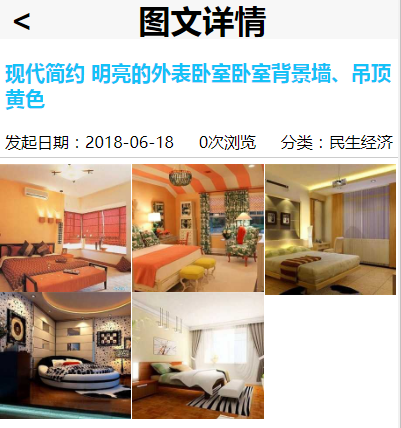 < 图文详情
现代简约 明亮的外表卧室卧室背景墙、吊顶
黄色
发起日期：2018-06-18 0次浏览 分类：民生经济